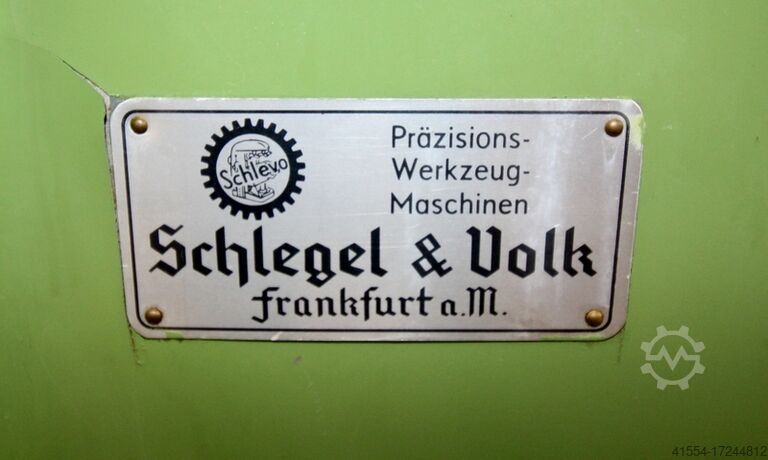 Schlevo
Präzisions-
Werkzeug-
Maschinen
Schlegel & Volk
Frankfurt a.M.
41554-17244812